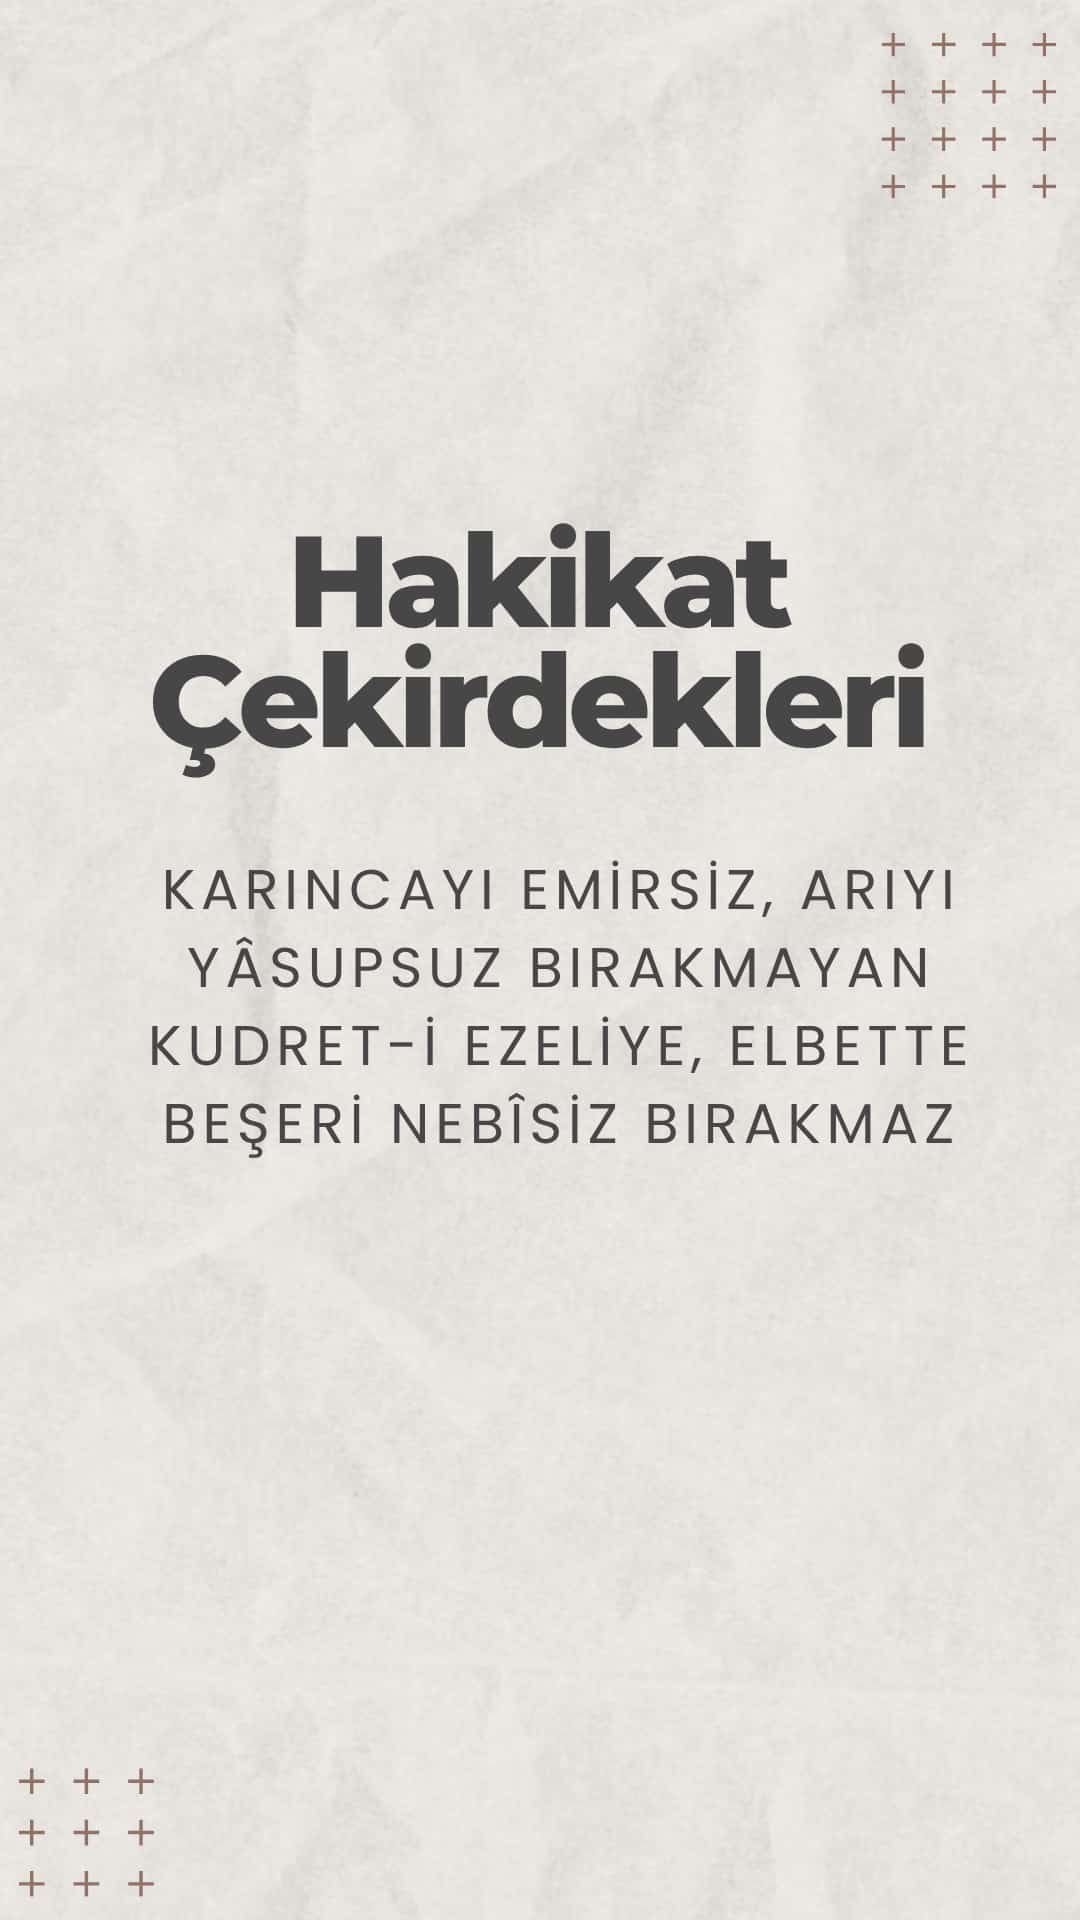 Hakikat
Çekirdekleri
KARINCAYI EMİRSİZ, ARIYI
YÂSUPSUZ BIRAKMAYAN
KUDRET-İ EZELİYE, ELBETTE
BEŞERİ NEBÎSİZ BIRAKMAZ